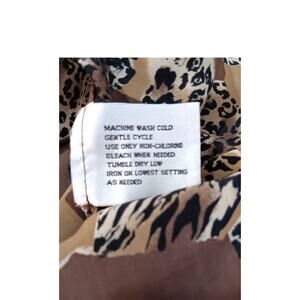 MACHINE WASH COLD
GENTLE CYCLE
USE ONLY NON-CHLORINE
BLEACH WHEN NEEDED
TUMBLE DRY LOW
IRON ON LOWEST SETTING
AS NEEDED